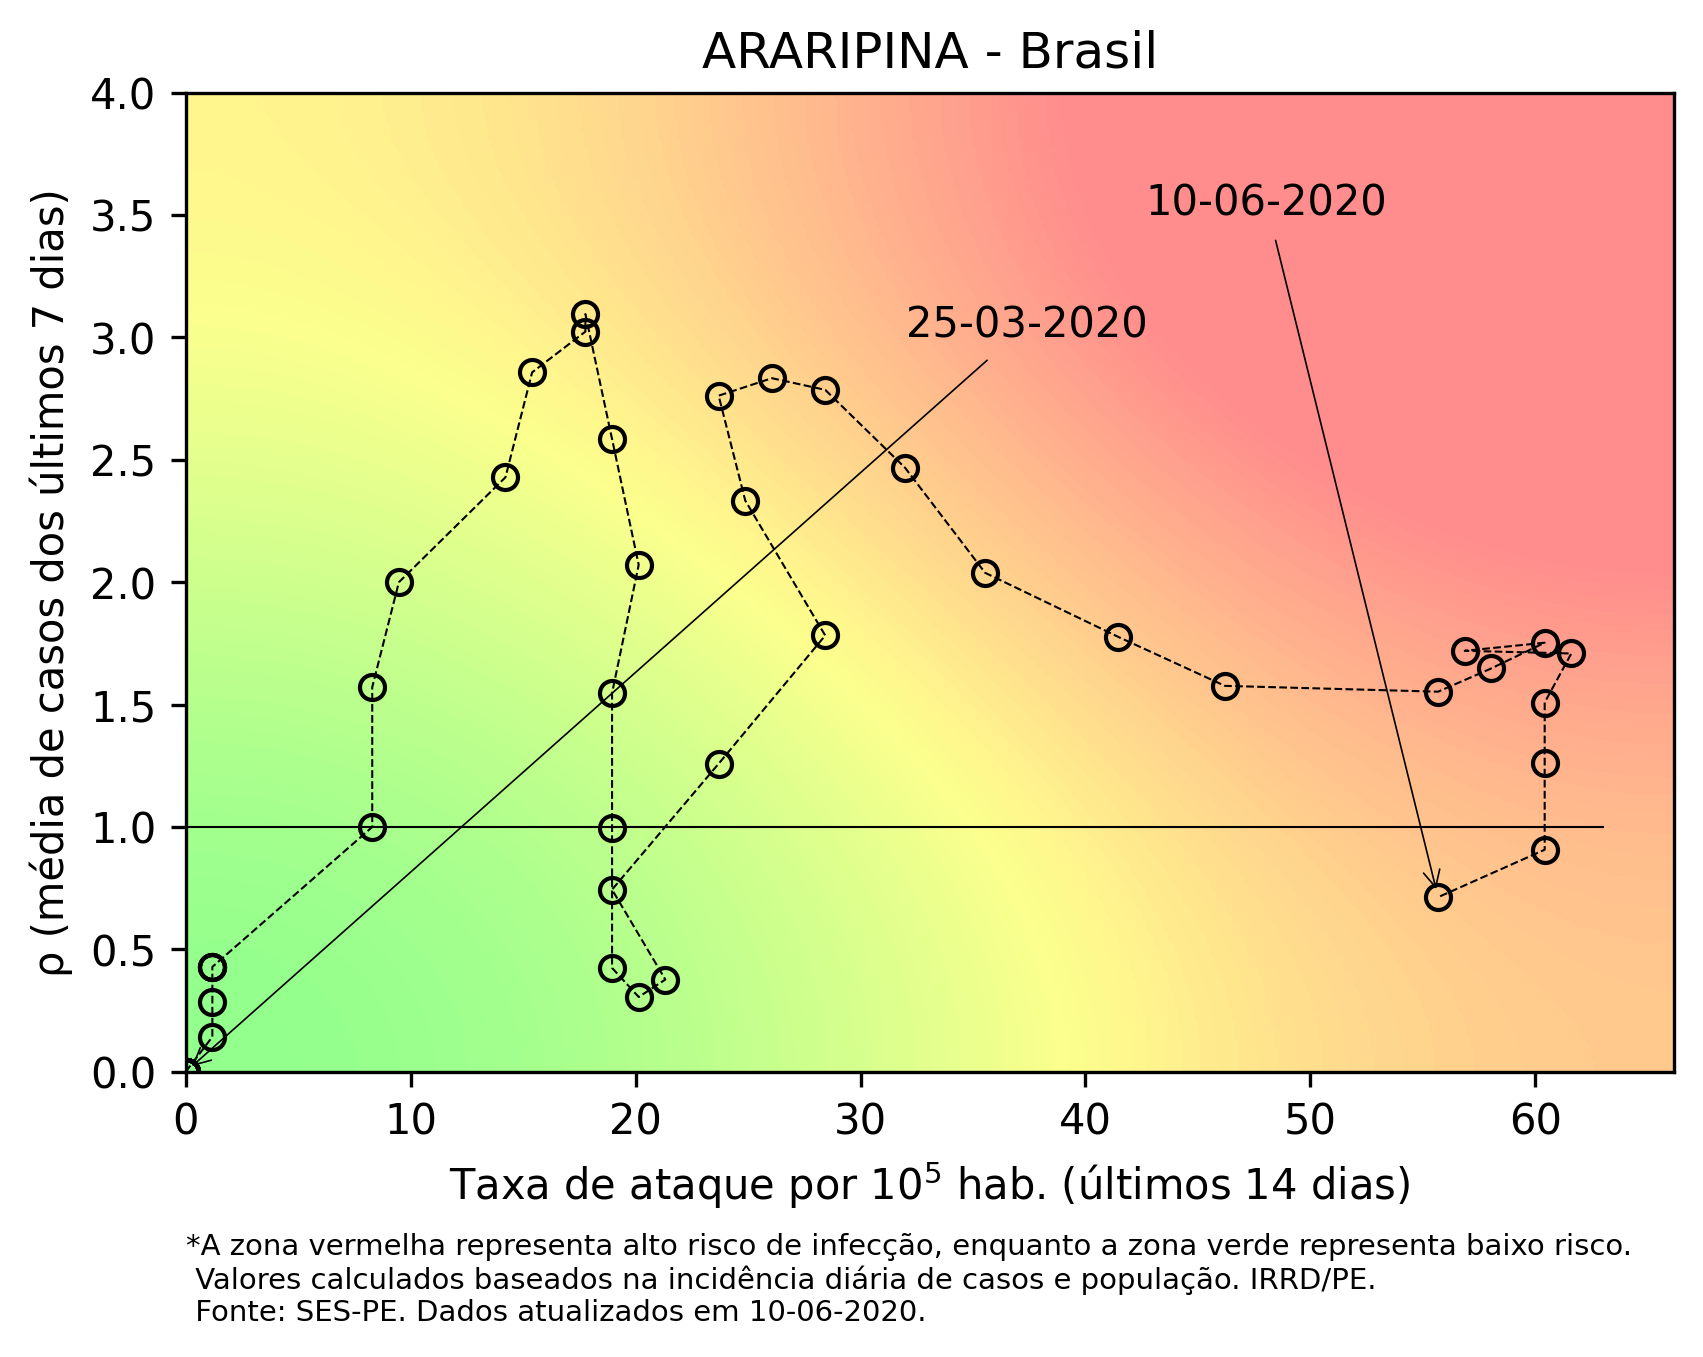 ARARIPINA - Brasil
4.0
3.5
3.0
2.5
2.0
1.5
1.0
0.5
0.0
ρ (média de casos dos últimos 7 dias)
10-06-2020
25-03-2020
0 10 20 30 40 50 60
Taxa de ataque por 10⁵ hab. (últimos 14 dias)
*A zona vermelha representa alto risco de infecção, enquanto a zona verde representa baixo risco.
Valores calculados baseados na incidência diária de casos e população. IRRD/PE.
Fonte: SES-PE. Dados atualizados em 10-06-2020.